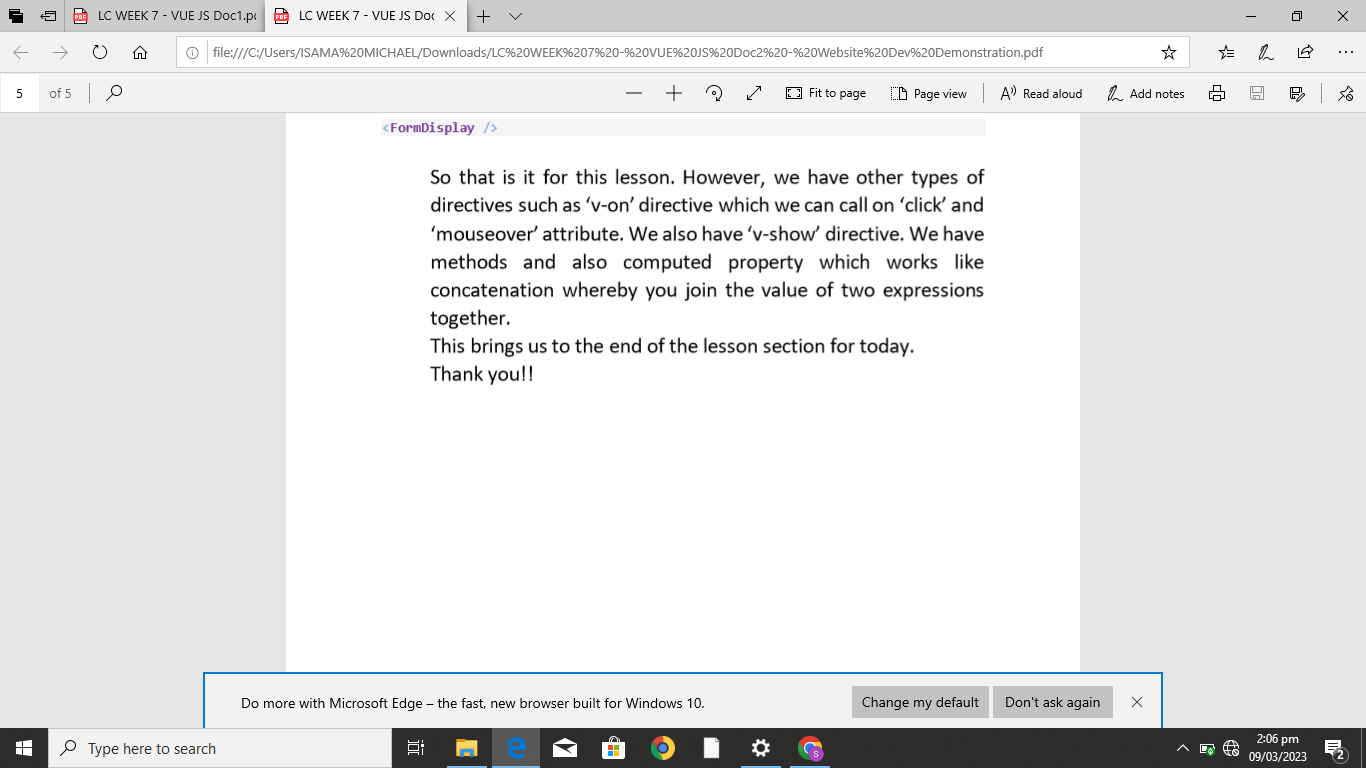 LC WEEK 7 - VUE JS Doc1.p
LC WEEK 7 - VUE JS Doc
file:///C:/Users/ISAMA%20MICHAEL/Downloads/LC%20WEEK%207%20-%20VUE%20JS%20Doc2%20-%20Website%20Dev%20Demonstration.pdf
5 of 5 Fit to page Page view Read aloud Add notes
<FormDisplay />
So that is it for this lesson. However, we have other types of
directives such as ‘v-on’ directive which we can call on ‘click’ and
‘mouseover’ attribute. We also have ‘v-show’ directive. We have
methods and also computed property which works like
concatenation whereby you join the value of two expressions
together.
This brings us to the end of the lesson section for today.
Thank you!!
Do more with Microsoft Edge – the fast, new browser built for Windows 10. Change my default Don't ask again
Type here to search
2:06 pm
09/03/2023
2